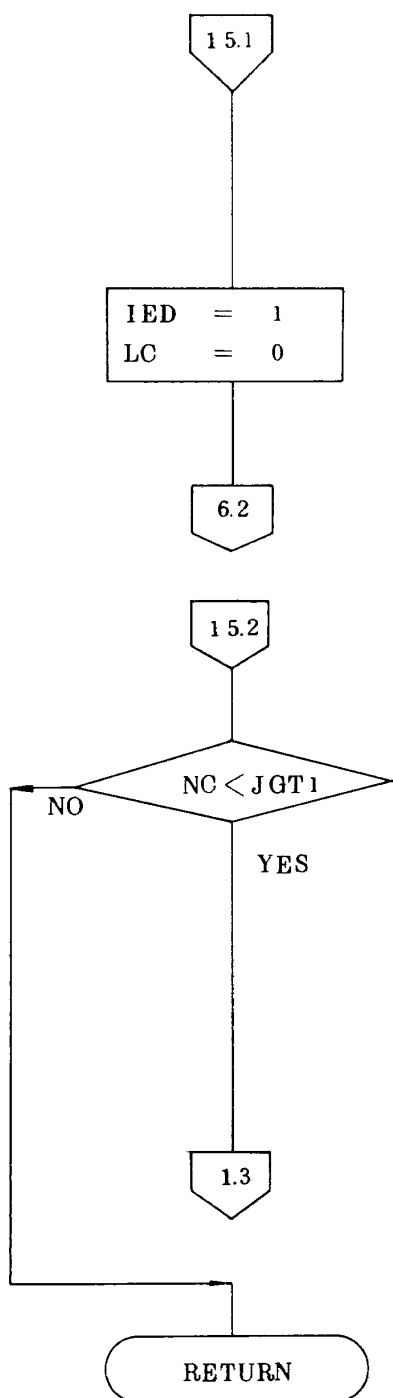 15.1
IED = 1
LC = 0
6.2
15.2
NC < JGT1
NO
YES
1.3
RETURN